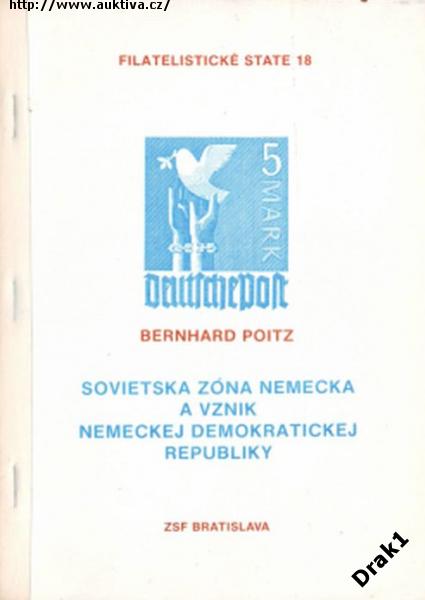 http://www.auktiva.cz/
FILATELISTICKÉ STATE 18
5
MARK
Deutsche Post
BERNHARD POITZ
SOVIETSKA ZÓNA NEMECKA
A VZNIK
NEMECKEJ DEMOKRATICKEJ
REPUBLIKY
ZSF BRATISLAVA
Drak1